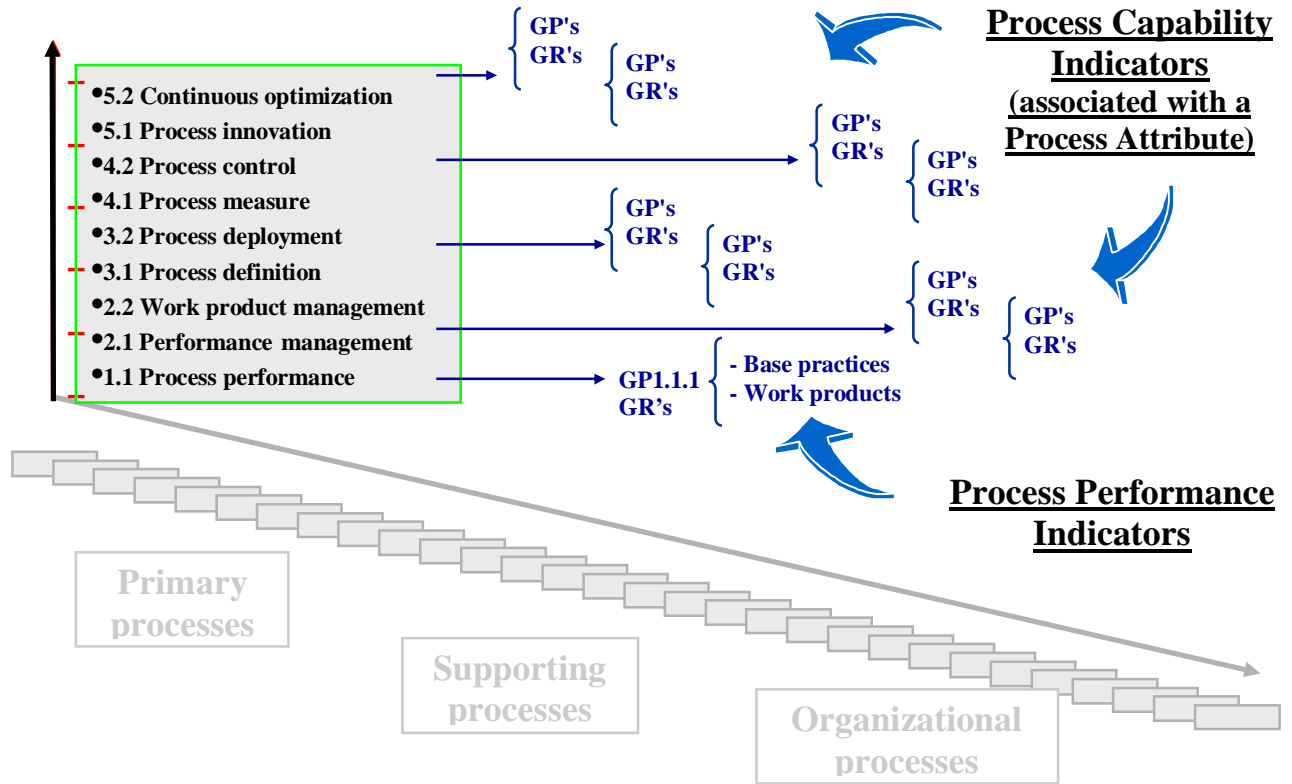 Process Capability
Indicators
(associated with a
Process Attribute)
GP's
GR's
GP's
GR's
•5.2 Continuous optimization
•5.1 Process innovation
•4.2 Process control
•4.1 Process measure
•3.2 Process deployment
•3.1 Process definition
•2.2 Work product management
•2.1 Performance management
•1.1 Process performance
GP's
GR's
GP's
GR's
GP's
GR's
GP's
GR's
GP's
GR's
GP's
GR's
GP1.1.1
GR’s
- Base practices
- Work products
Process Performance
Indicators
Primary
processes
Supporting
processes
Organizational
processes